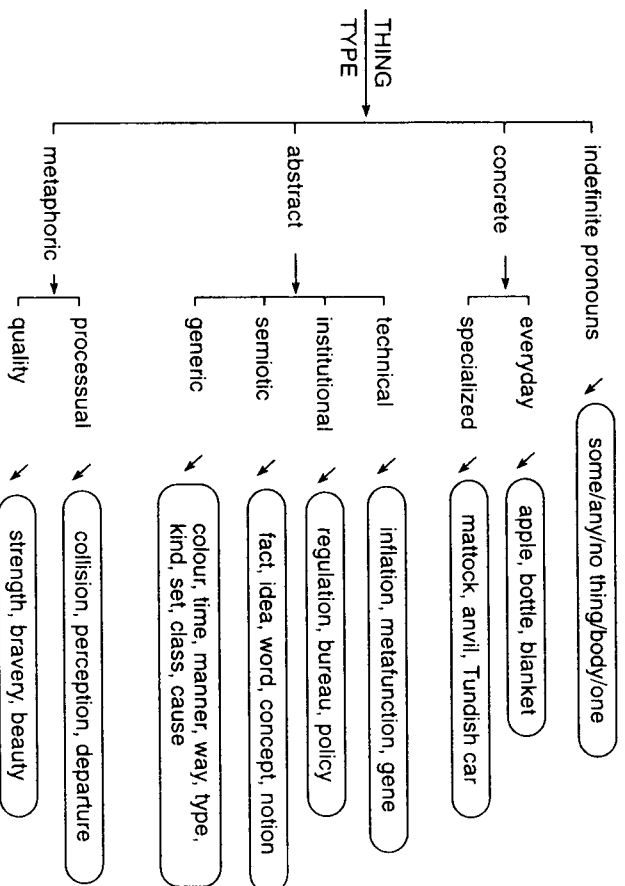 THING
TYPE
indefinite pronouns
some/any/no thing/body/one
concrete
everyday
apple, bottle, blanket
specialized
mattock, anvil, Tundish car
abstract
technical
inflation, metafunction, gene
institutional
regulation, bureau, policy
semiotic
fact, idea, word, concept, notion
generic
colour, time, manner, way, type,
kind, set, class, cause
metaphoric
processual
collision, perception, departure
quality
strength, bravery, beauty